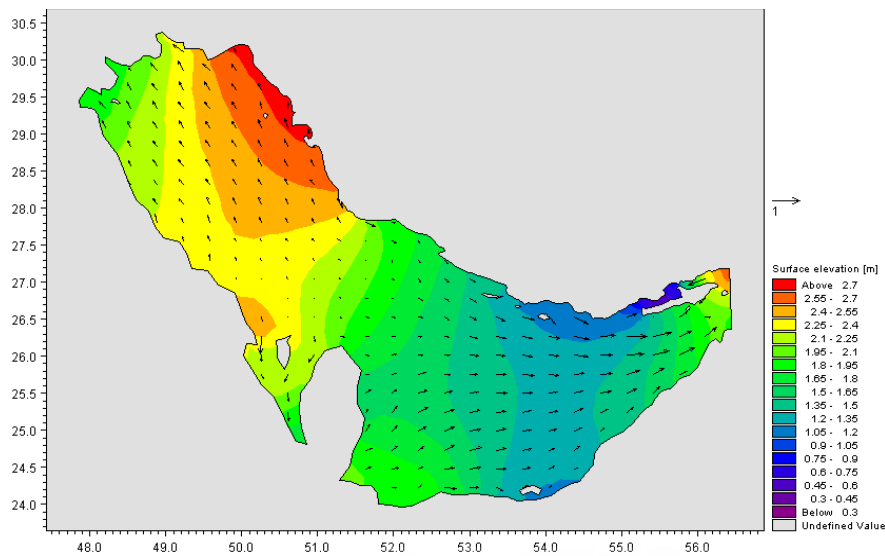 30.5
30.0
29.5
29.0
28.5
28.0
27.5
27.0
26.5
26.0
25.5
25.0
24.5
24.0
48.0 49.0 50.0 51.0 52.0 53.0 54.0 55.0 56.0
1
Surface elevation [m]
Above 2.7
2.55 - 2.7
2.4 - 2.55
2.25 - 2.4
2.1 - 2.25
1.95 - 2.1
1.8 - 1.95
1.65 - 1.8
1.5 - 1.65
1.35 - 1.5
1.2 - 1.35
1.05 - 1.2
0.9 - 1.05
0.75 - 0.9
0.6 - 0.75
0.45 - 0.6
0.3 - 0.45
Below 0.3
Undefined Value